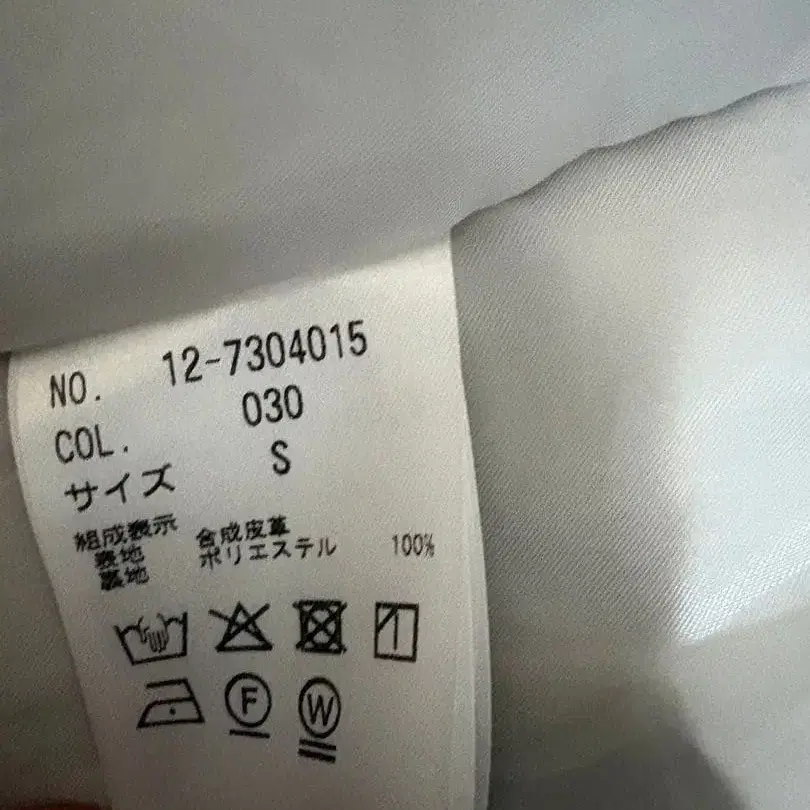 NO. 12-7304015
COL. 030
サイズ S
組成表示
表地 合成皮革
裏地 ポリエステル 100%
F W